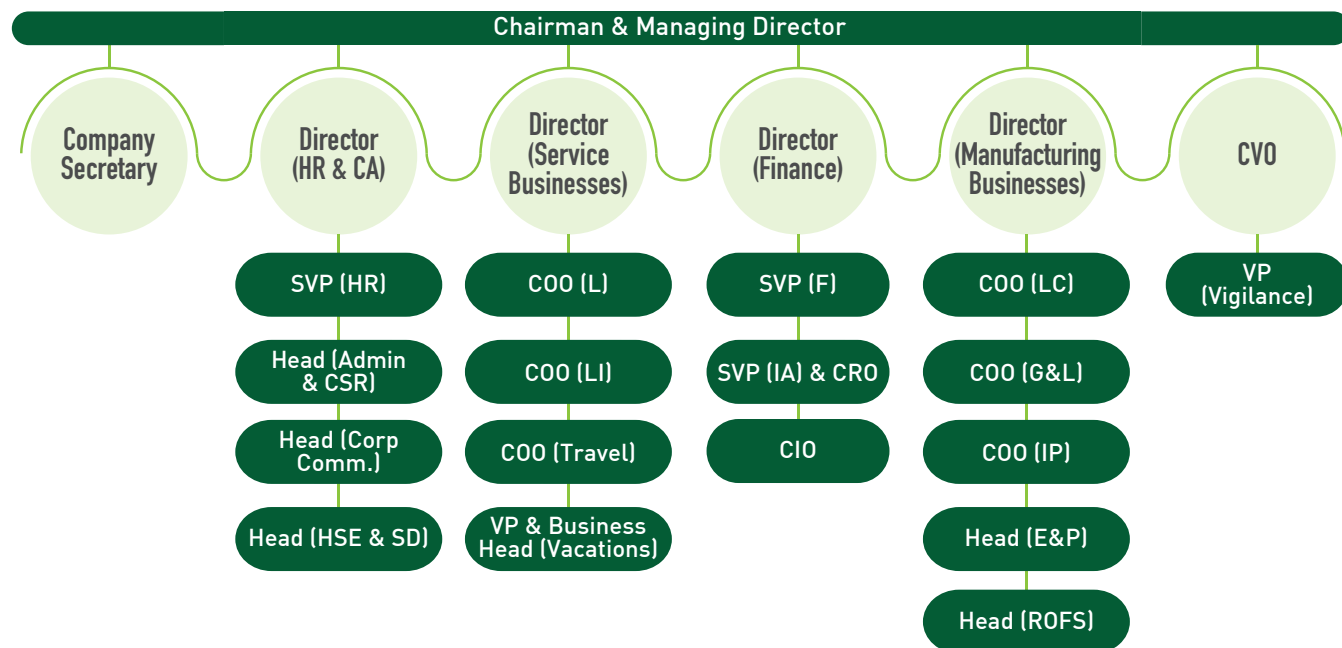 Chairman & Managing Director
Company
Secretary
Director
(HR & CA)
Director
(Service
Businesses)
Director
(Finance)
Director
(Manufacturing
Businesses)
CVO
SVP (HR)
Head (Admin
& CSR)
Head (Corp
Comm.)
Head (HSE & SD)
COO (L)
COO (LI)
COO (Travel)
VP & Business
Head (Vacations)
SVP (F)
SVP (IA) & CRO
CIO
COO (LC)
COO (G&L)
COO (IP)
Head (E&P)
Head (ROFS)
VP
(Vigilance)